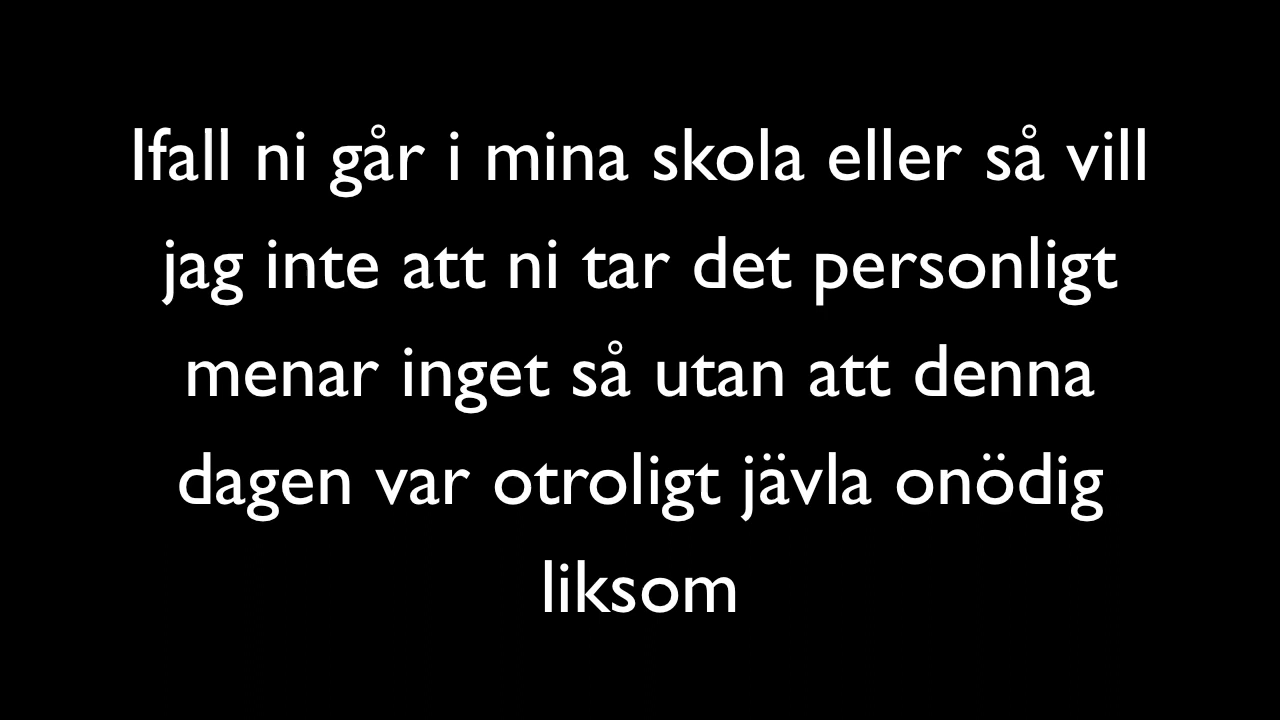 Ifall ni går i mina skola eller så vill
jag inte att ni tar det personligt
menar inget så utan att denna
dagen var otroligt jävla onödig
liksom